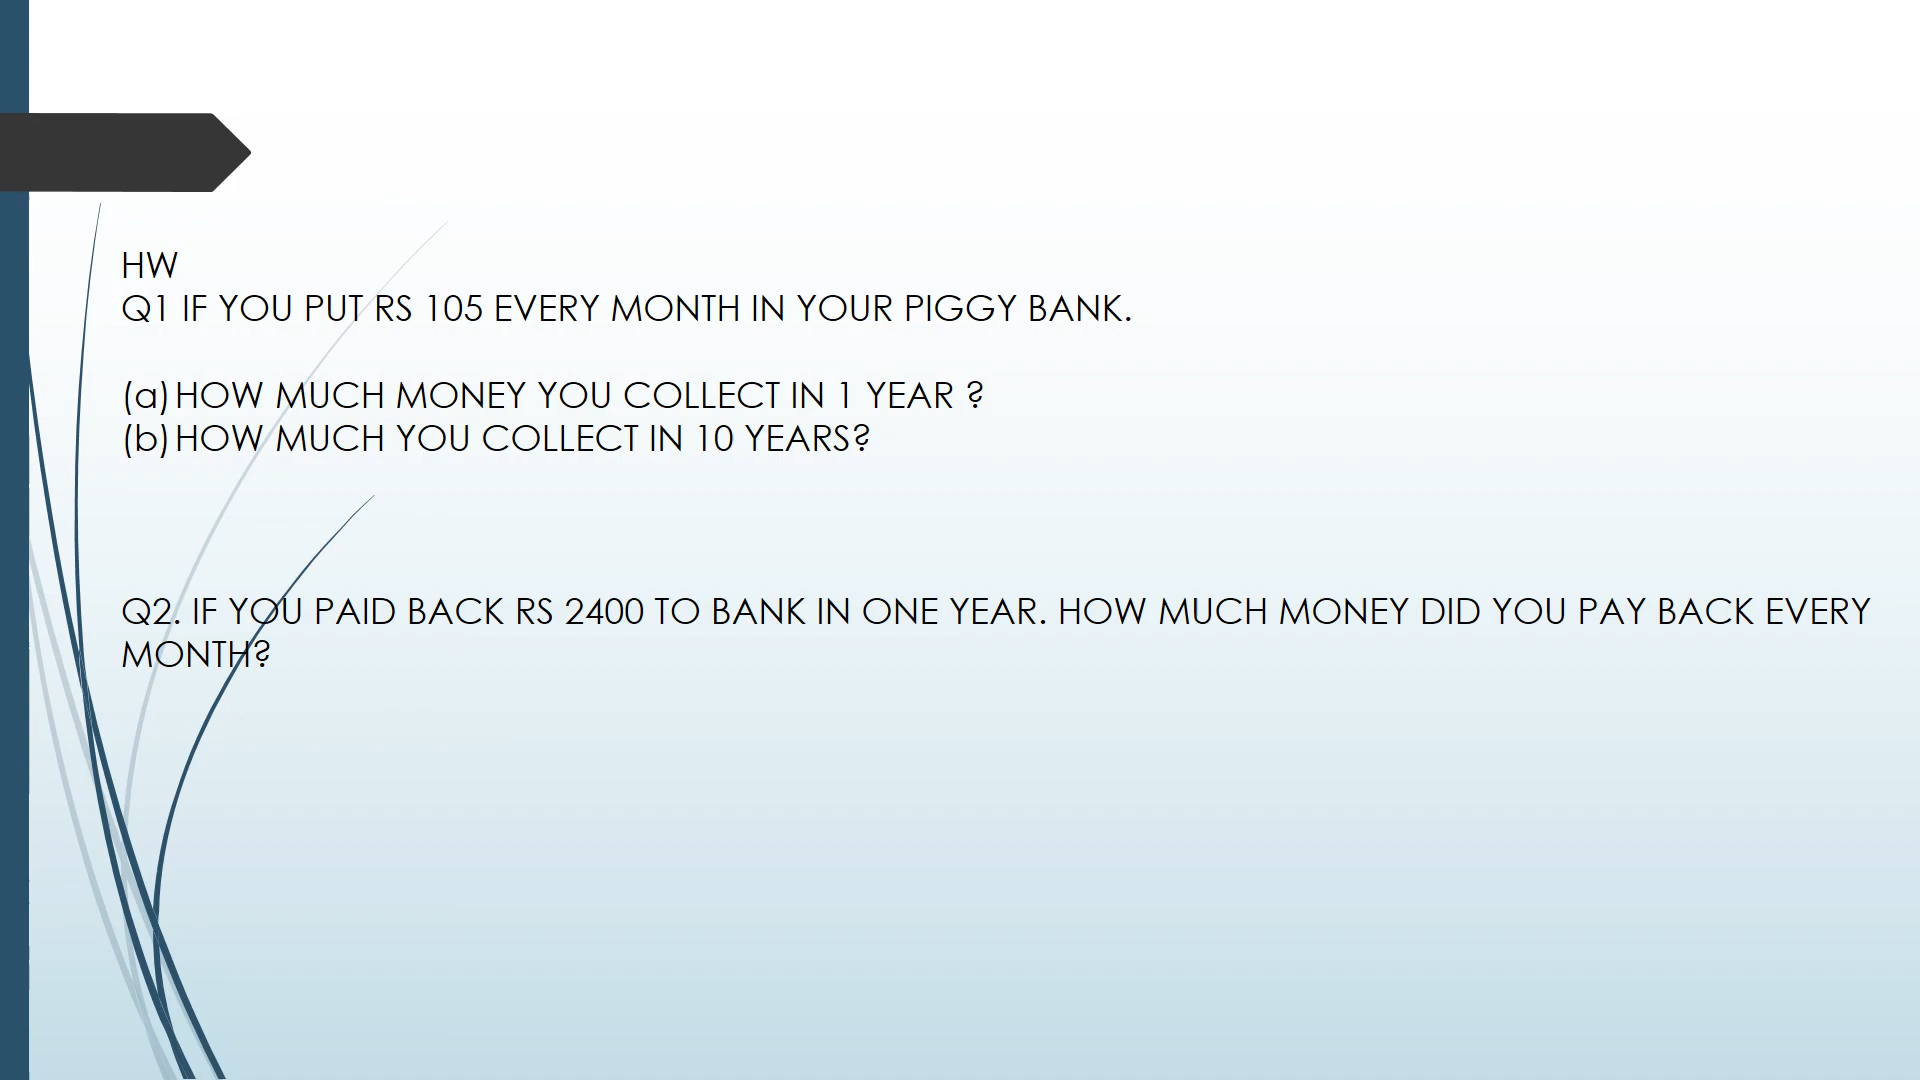 HW
Q1 IF YOU PUT RS 105 EVERY MONTH IN YOUR PIGGY BANK.
(a) HOW MUCH MONEY YOU COLLECT IN 1 YEAR ?
(b) HOW MUCH YOU COLLECT IN 10 YEARS?
Q2. IF YOU PAID BACK RS 2400 TO BANK IN ONE YEAR. HOW MUCH MONEY DID YOU PAY BACK EVERY
MONTH?